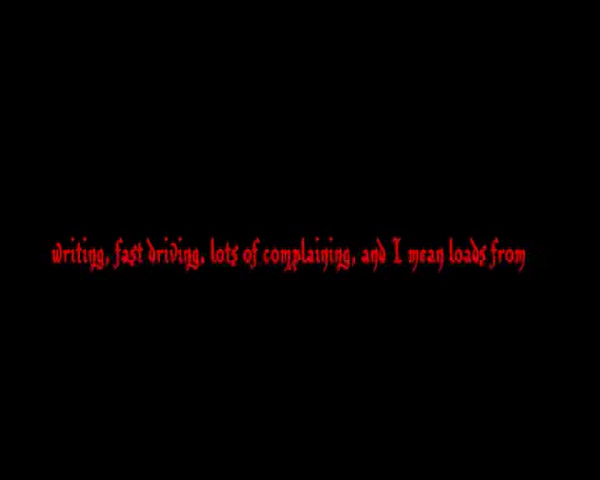 writing, fast driving, lots of complaining, and I mean loads from